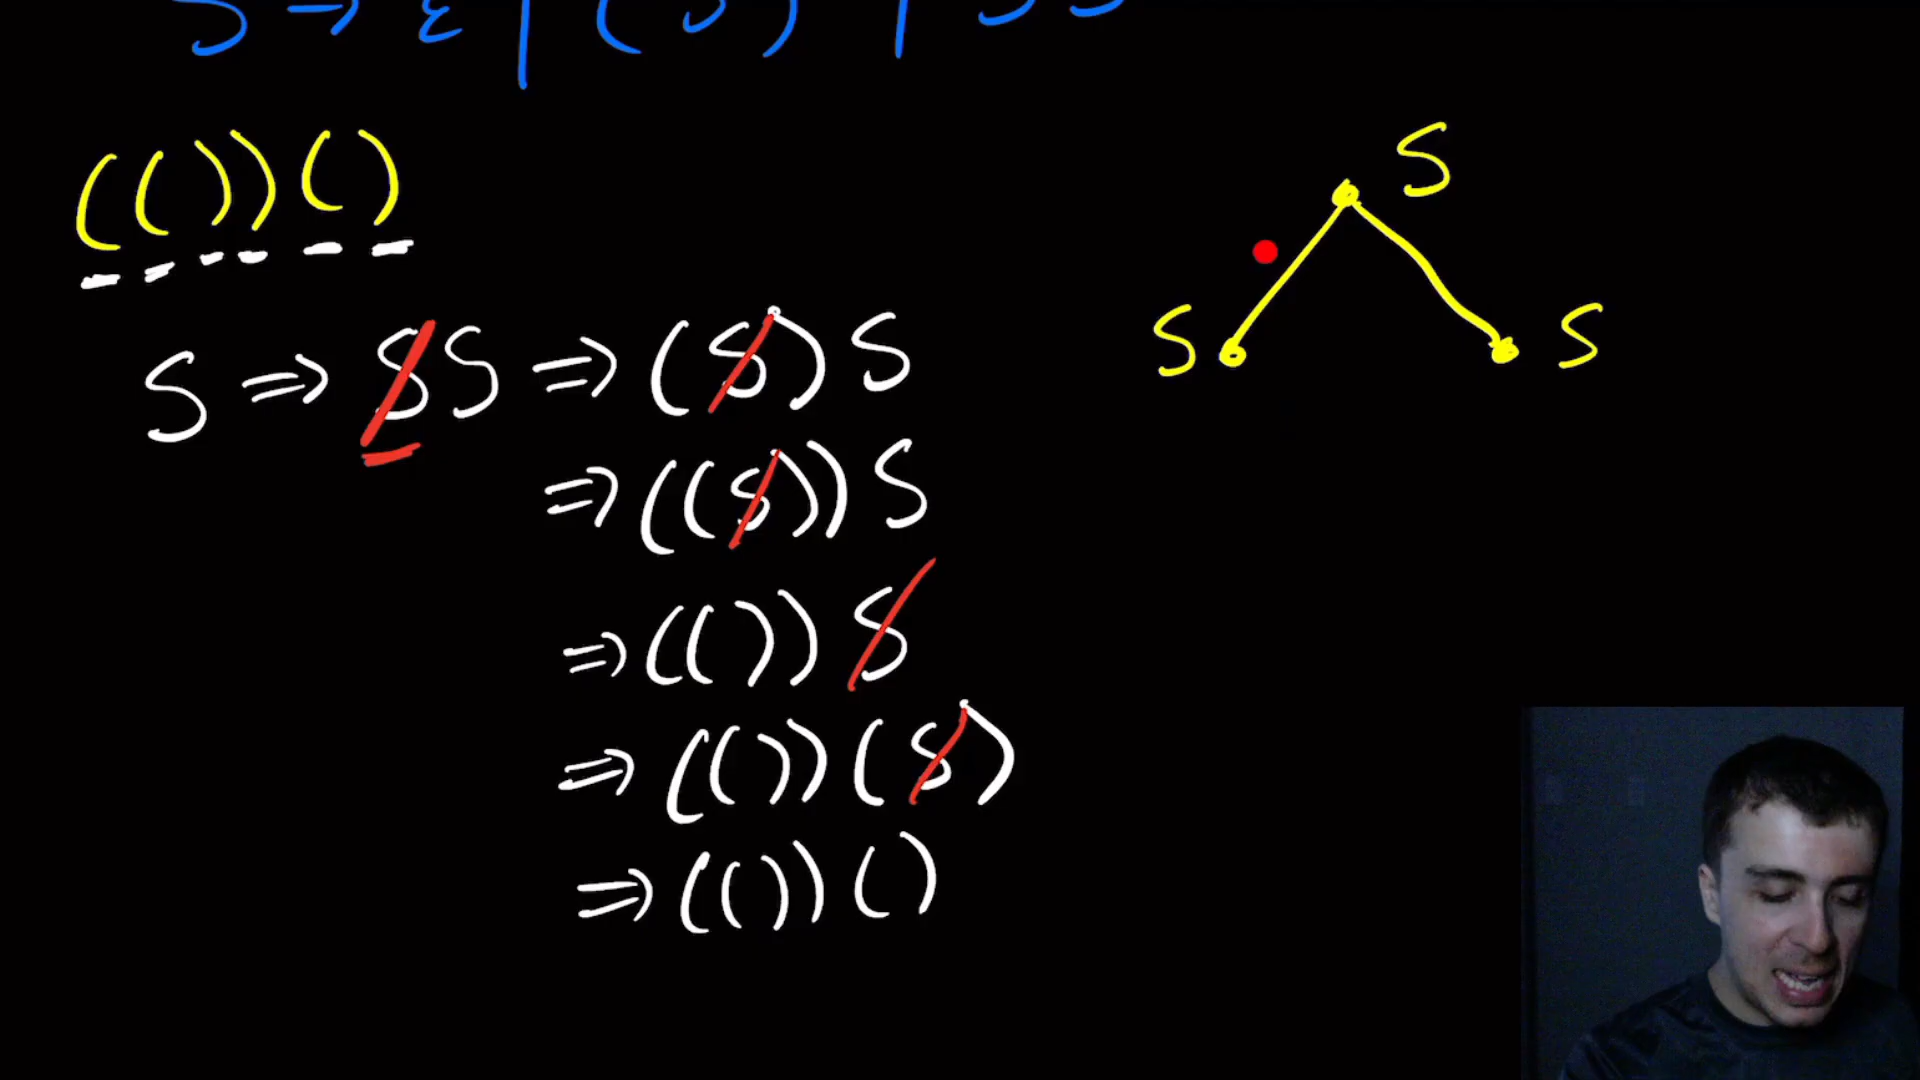 S → ε | (S) | SS
(())()
S ⇒ SS ⇒ (S)S
⇒ ((S))S
⇒ (())S
⇒ (())(S)
⇒ (())()
S
S S